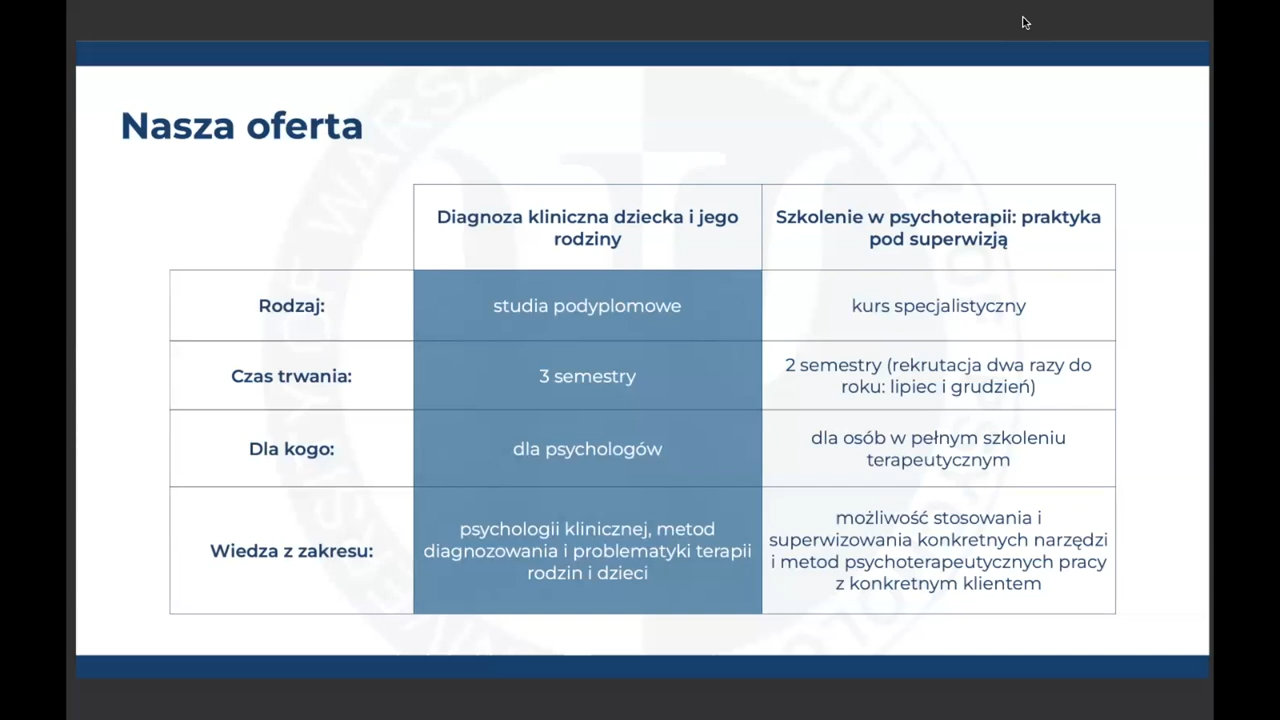 Nasza oferta
Diagnoza kliniczna dziecka i jego
rodziny
Szkolenie w psychoterapii: praktyka
pod superwizją
Rodzaj:
studia podyplomowe
kurs specjalistyczny
Czas trwania:
3 semestry
2 semestry (rekrutacja dwa razy do
roku: lipiec i grudzień)
Dla kogo:
dla psychologów
dla osób w pełnym szkoleniu
terapeutycznym
Wiedza z zakresu:
psychologii klinicznej, metod
diagnozowania i problematyki terapii
rodzin i dzieci
możliwość stosowania i
superwizowania konkretnych narzędzi
i metod psychoterapeutycznych pracy
z konkretnym klientem